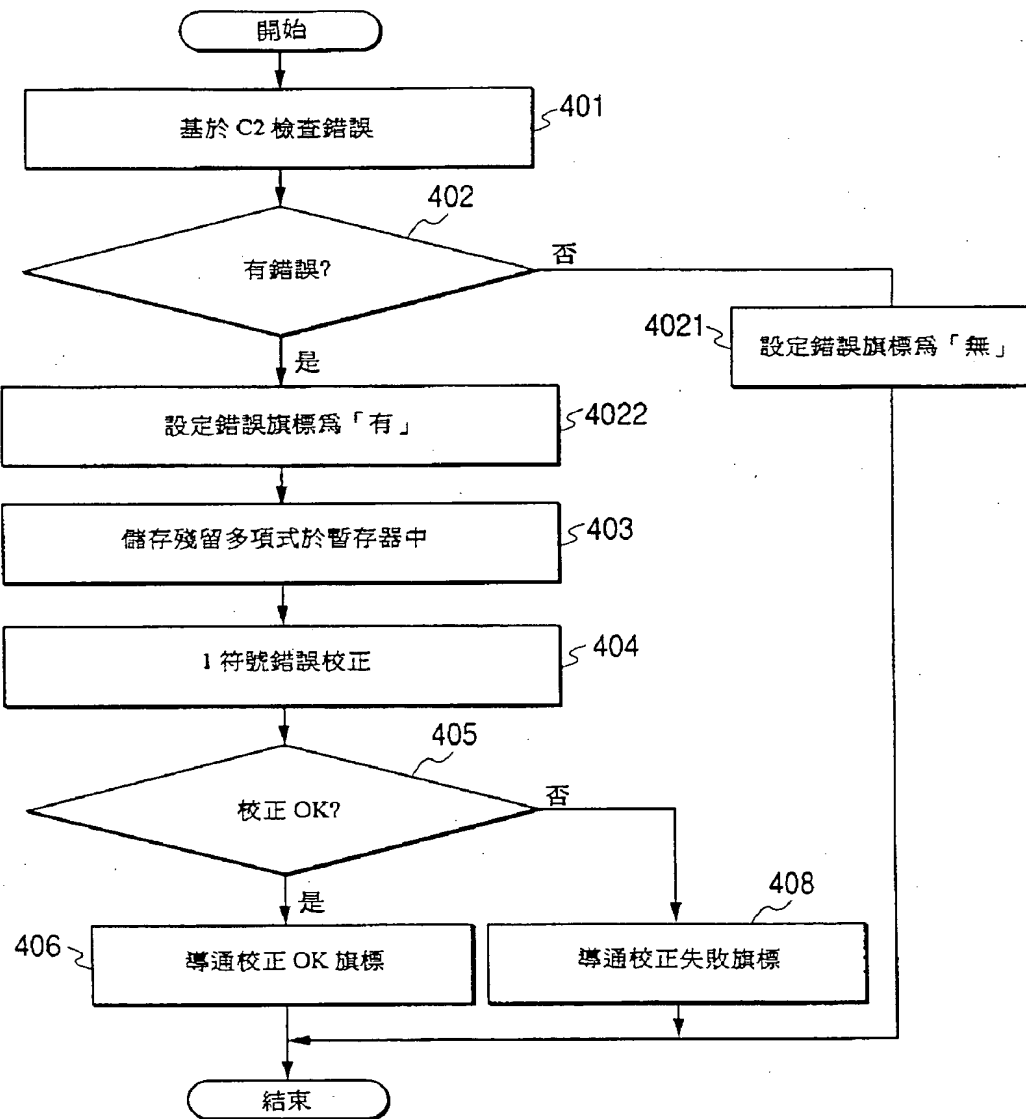 開始
基於 C2 檢查錯誤
401
402
有錯誤?
否
是
4021
設定錯誤旗標爲「無」
設定錯誤旗標爲「有」
4022
儲存殘留多項式於暫存器中
403
1 符號錯誤校正
404
405
校正 OK?
否
是
406
導通校正 OK 旗標
408
導通校正失敗旗標
結束